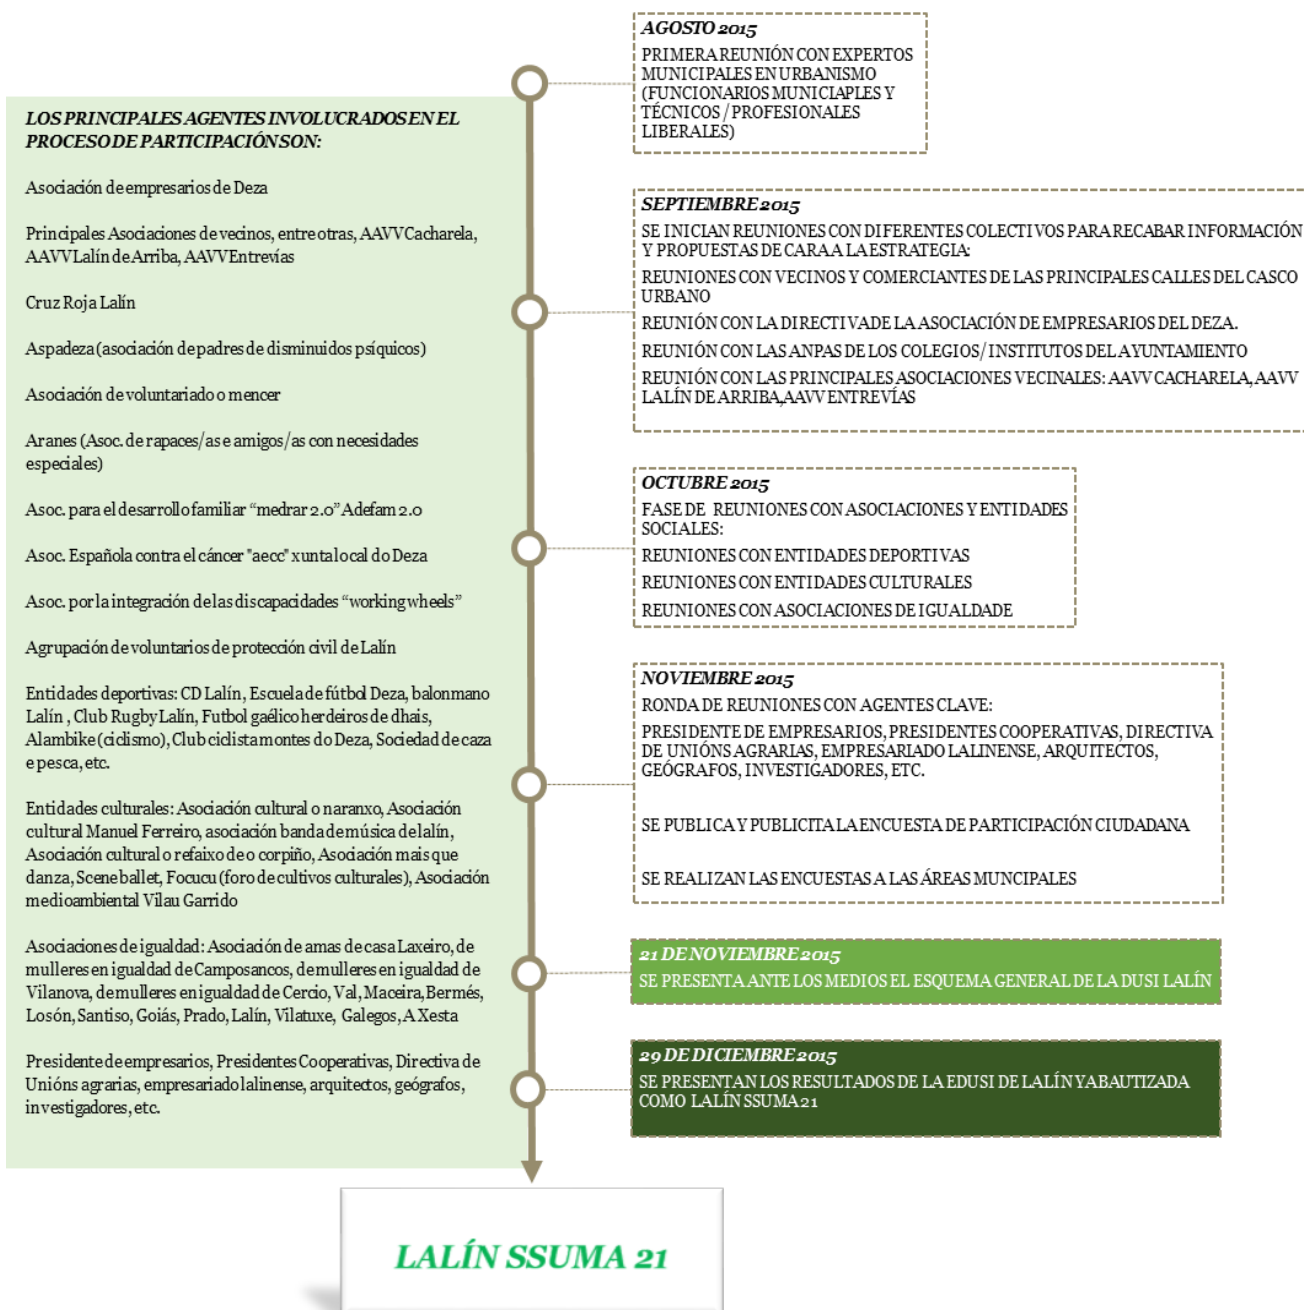 LOS PRINCIPALES AGENTES INVOLUCRADOS EN EL
PROCESO DE PARTICIPACIÓN SON:
Asociación de empresarios de Deza
Principales Asociaciones de vecinos, entre otras, AAVV Cacharela,
AAVV Lalín de Arriba, AAVV Entrevías
Cruz Roja Lalín
Aspadeza (asociación de padres de disminuidos psíquicos)
Asociación de voluntariado o mencer
Aranes (Asoc. de rapaces/as e amigos/as con necesidades
especiales)
Asoc. para el desarrollo familiar “medrar 2.0” Adefam 2.0
Asoc. Española contra el cáncer "aecc" xunta local do Deza
Asoc. por la integración de las discapacidades “working wheels”
Agrupación de voluntarios de protección civil de Lalín
Entidades deportivas: CD Lalín, Escuela de fútbol Deza, balonmano
Lalín , Club Rugby Lalín, Futbol gaélico herdeiros de dhais,
Alambike (ciclismo), Club ciclista montes do Deza, Sociedad de caza
e pesca, etc.
Entidades culturales: Asociación cultural o naranxo, Asociación
cultural Manuel Ferreiro, asociación banda de música de lalín,
Asociación cultural o refaixo de o corpiño, Asociación mais que
danza, Scene ballet, Focucu (foro de cultivos culturales), Asociación
medioambiental Vilau Garrido
Asociaciones de igualdad: Asociación de amas de casa Laxeiro, de
mulleres en igualdad de Camposancos, de mulleres en igualdad de
Vilanova, de mulleres en igualdad de Cercio, Val, Maceira, Bermés,
Losón, Santiso, Goiás, Prado, Lalín, Vilatuxe, Galegos, A Xesta
Presidente de empresarios, Presidentes Cooperativas, Directiva de
Unións agrarias, empresariado lalinense, arquitectos, geógrafos,
investigadores, etc.
AGOSTO 2015
PRIMERA REUNIÓN CON EXPERTOS
MUNICIPALES EN URBANISMO
(FUNCIONARIOS MUNICIAPLES Y
TÉCNICOS / PROFESIONALES
LIBERALES)
SEPTIEMBRE 2015
SE INICIAN REUNIONES CON DIFERENTES COLECTIVOS PARA RECABAR INFORMACIÓN
Y PROPUESTAS DE CARA A LA ESTRATEGIA:
REUNIONES CON VECINOS Y COMERCIANTES DE LAS PRINCIPALES CALLES DEL CASCO
URBANO
REUNIÓN CON LA DIRECTIVA DE LA ASOCIACIÓN DE EMPRESARIOS DEL DEZA.
REUNIÓN CON LAS ANPAS DE LOS COLEGIOS/ INSTITUTOS DEL AYUNTAMIENTO
REUNIÓN CON LAS PRINCIPALES ASOCIACIONES VECINALES: AAVV CACHARELA, AAVV
LALÍN DE ARRIBA, AAVV ENTREVÍAS
OCTUBRE 2015
FASE DE REUNIONES CON ASOCIACIONES Y ENTIDADES
SOCIALES:
REUNIONES CON ENTIDADES DEPORTIVAS
REUNIONES CON ENTIDADES CULTURALES
REUNIONES CON ASOCIACIONES DE IGUALDADE
NOVIEMBRE 2015
RONDA DE REUNIONES CON AGENTES CLAVE:
PRESIDENTE DE EMPRESARIOS, PRESIDENTES COOPERATIVAS, DIRECTIVA
DE UNIÓNS AGRARIAS, EMPRESARIADO LALINENSE, ARQUITECTOS,
GEÓGRAFOS, INVESTIGADORES, ETC.
SE PUBLICA Y PUBLICITA LA ENCUESTA DE PARTICIPACIÓN CIUDADANA
SE REALIZAN LAS ENCUESTAS A LAS ÁREAS MUNCIPALES
21 DE NOVIEMBRE 2015
SE PRESENTA ANTE LOS MEDIOS EL ESQUEMA GENERAL DE LA DUSI LALÍN
29 DE DICIEMBRE 2015
SE PRESENTAN LOS RESULTADOS DE LA EDUSI DE LALÍN YA BAUTIZADA
COMO LALÍN SSUMA 21
LALÍN SSUMA 21